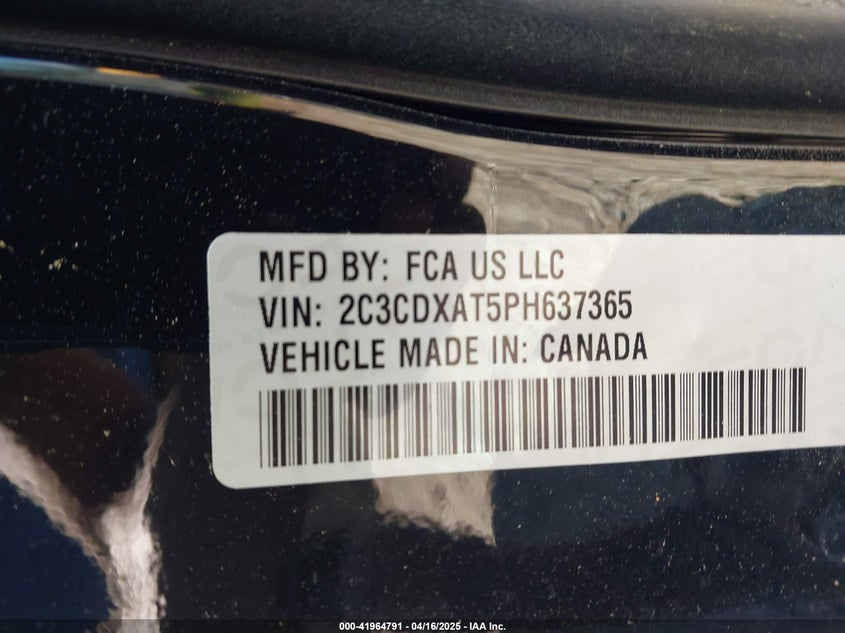 MFD BY: FCA US LLC
VIN: 2C3CDXAT5PH637365
VEHICLE MADE IN: CANADA
000-41964791 - 04/16/2025 - IAA Inc.